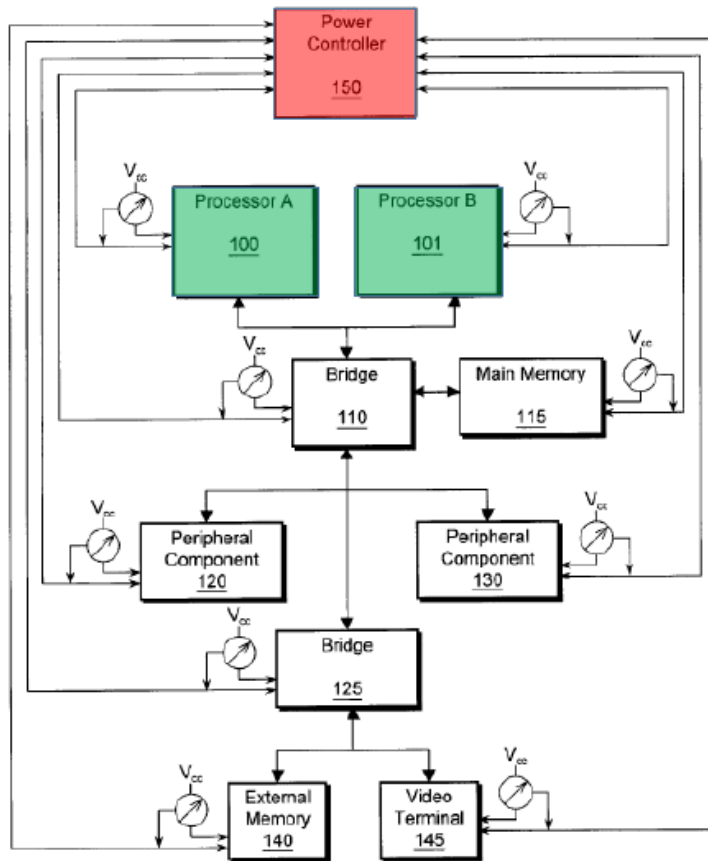 Power
Controller
150
Vcc
Processor A
100
Processor B
101
Vcc
Vcc
Bridge
110
Main Memory
115
Vcc
Vcc
Peripheral
Component
120
Peripheral
Component
130
Vcc
Vcc
Bridge
125
Vcc
External
Memory
140
Video
Terminal
145
Vcc